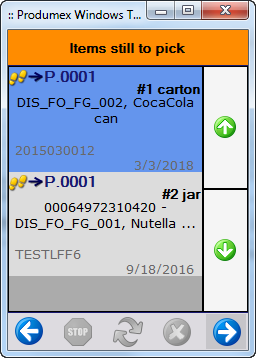 :: Produmex Windows T...
Items still to pick
P.0001
#1 carton
DIS_FO_FG_002, CocaCola
can
2015030012
3/3/2018
P.0001
#2 jar
00064972310420 -
DIS_FO_FG_001, Nutella ...
TESTLFF6
9/18/2016
STOP